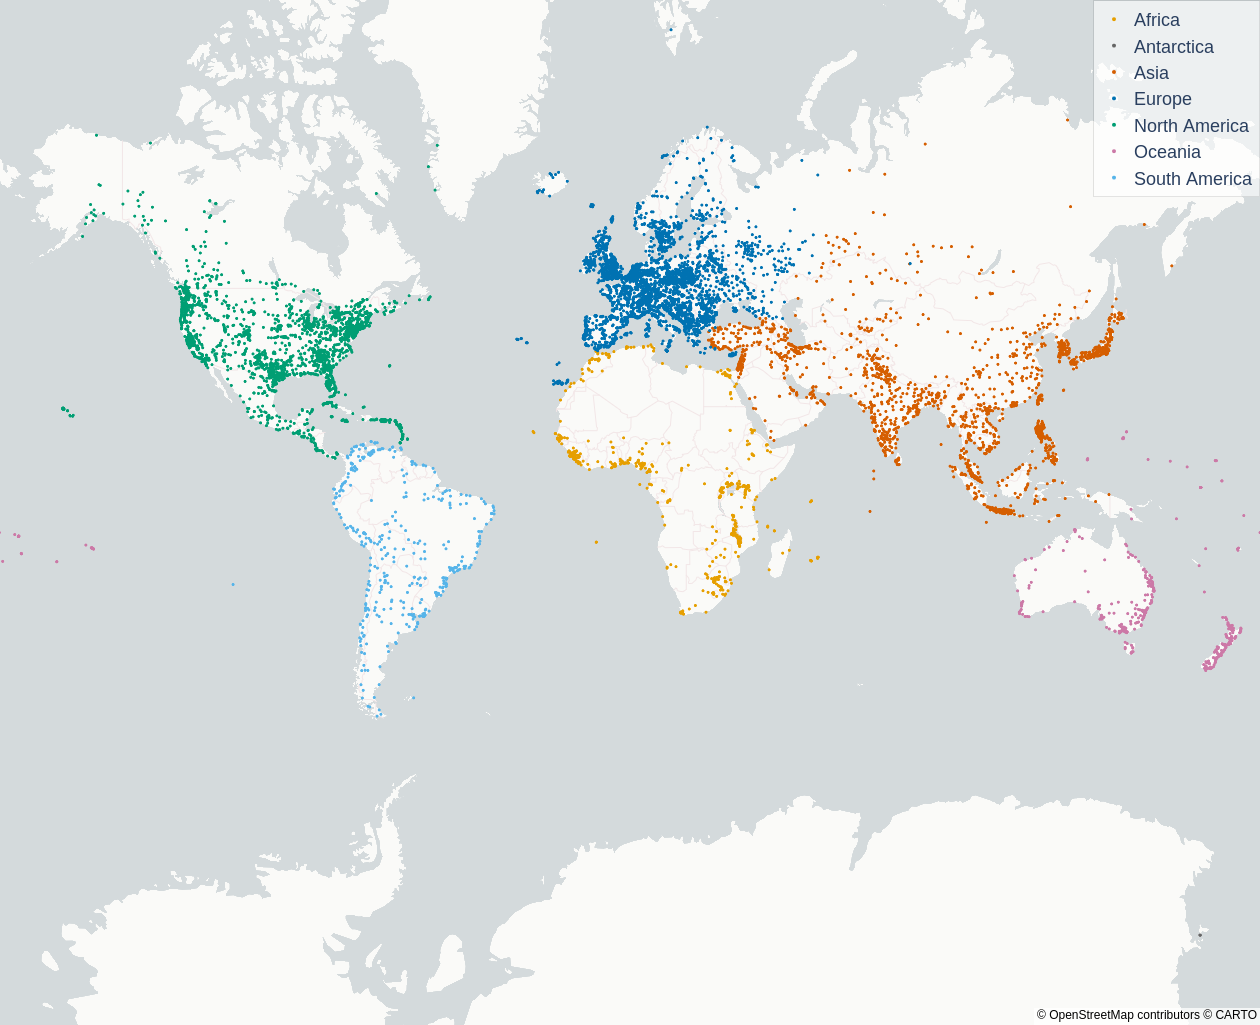 Africa
Antarctica
Asia
Europe
North America
Oceania
South America
© OpenStreetMap contributors © CARTO